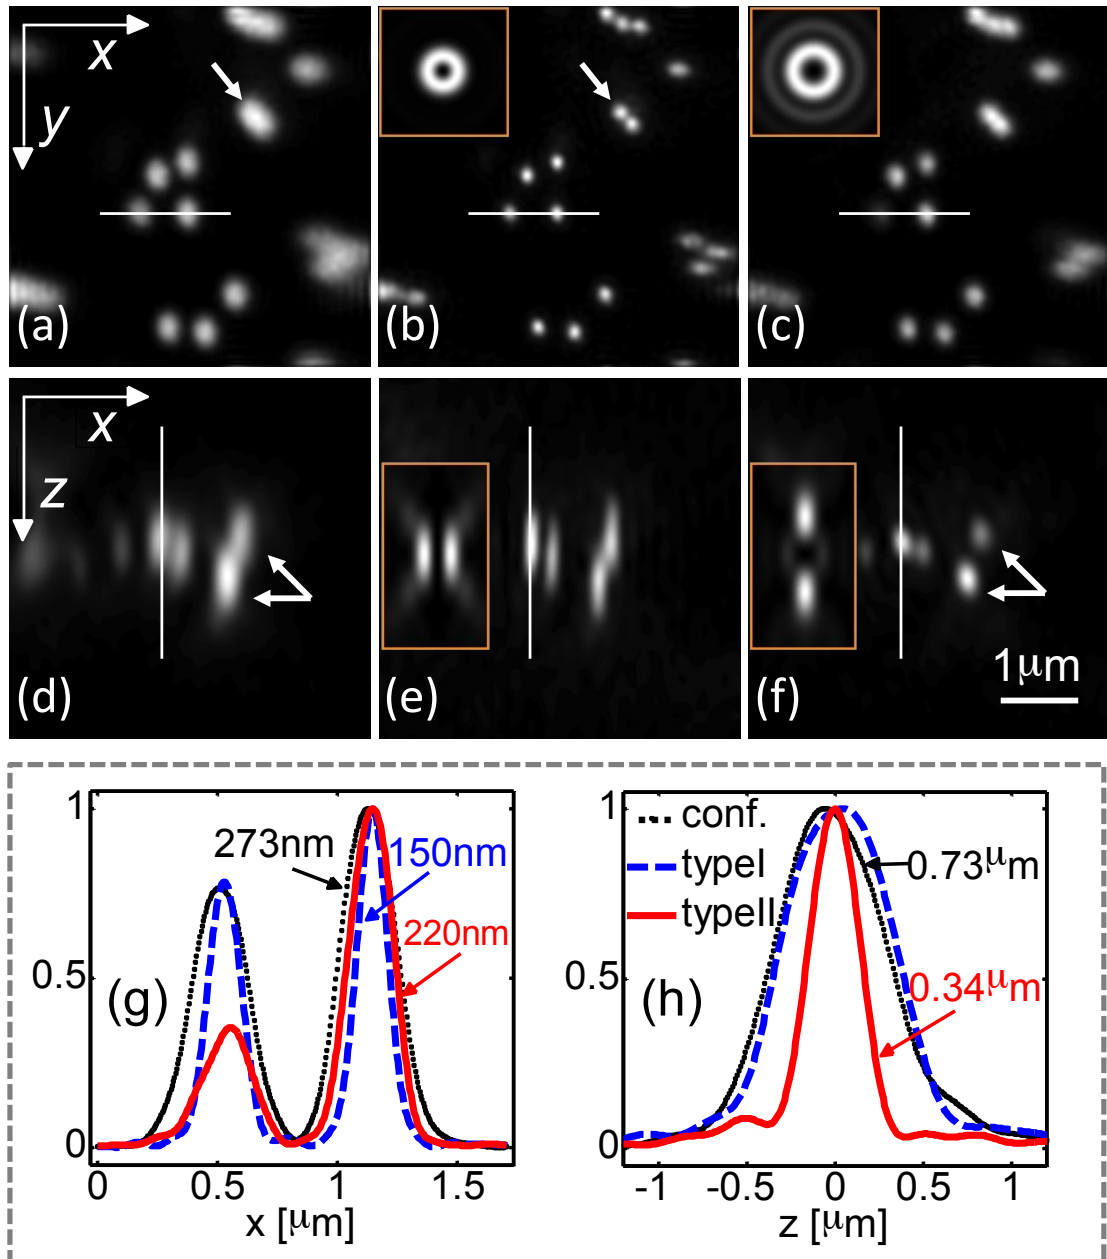 x
y
(a)
(b)
(c)
x
z
(d)
(e)
(f)
1μm
1
0.5
0
273nm
150nm
220nm
(g)
0
0.5
1
1.5
x [μm]
1
0.5
0
conf.
typeI
typeII
0.73μm
0.34μm
(h)
-1
-0.5
0
0.5
1
z [μm]